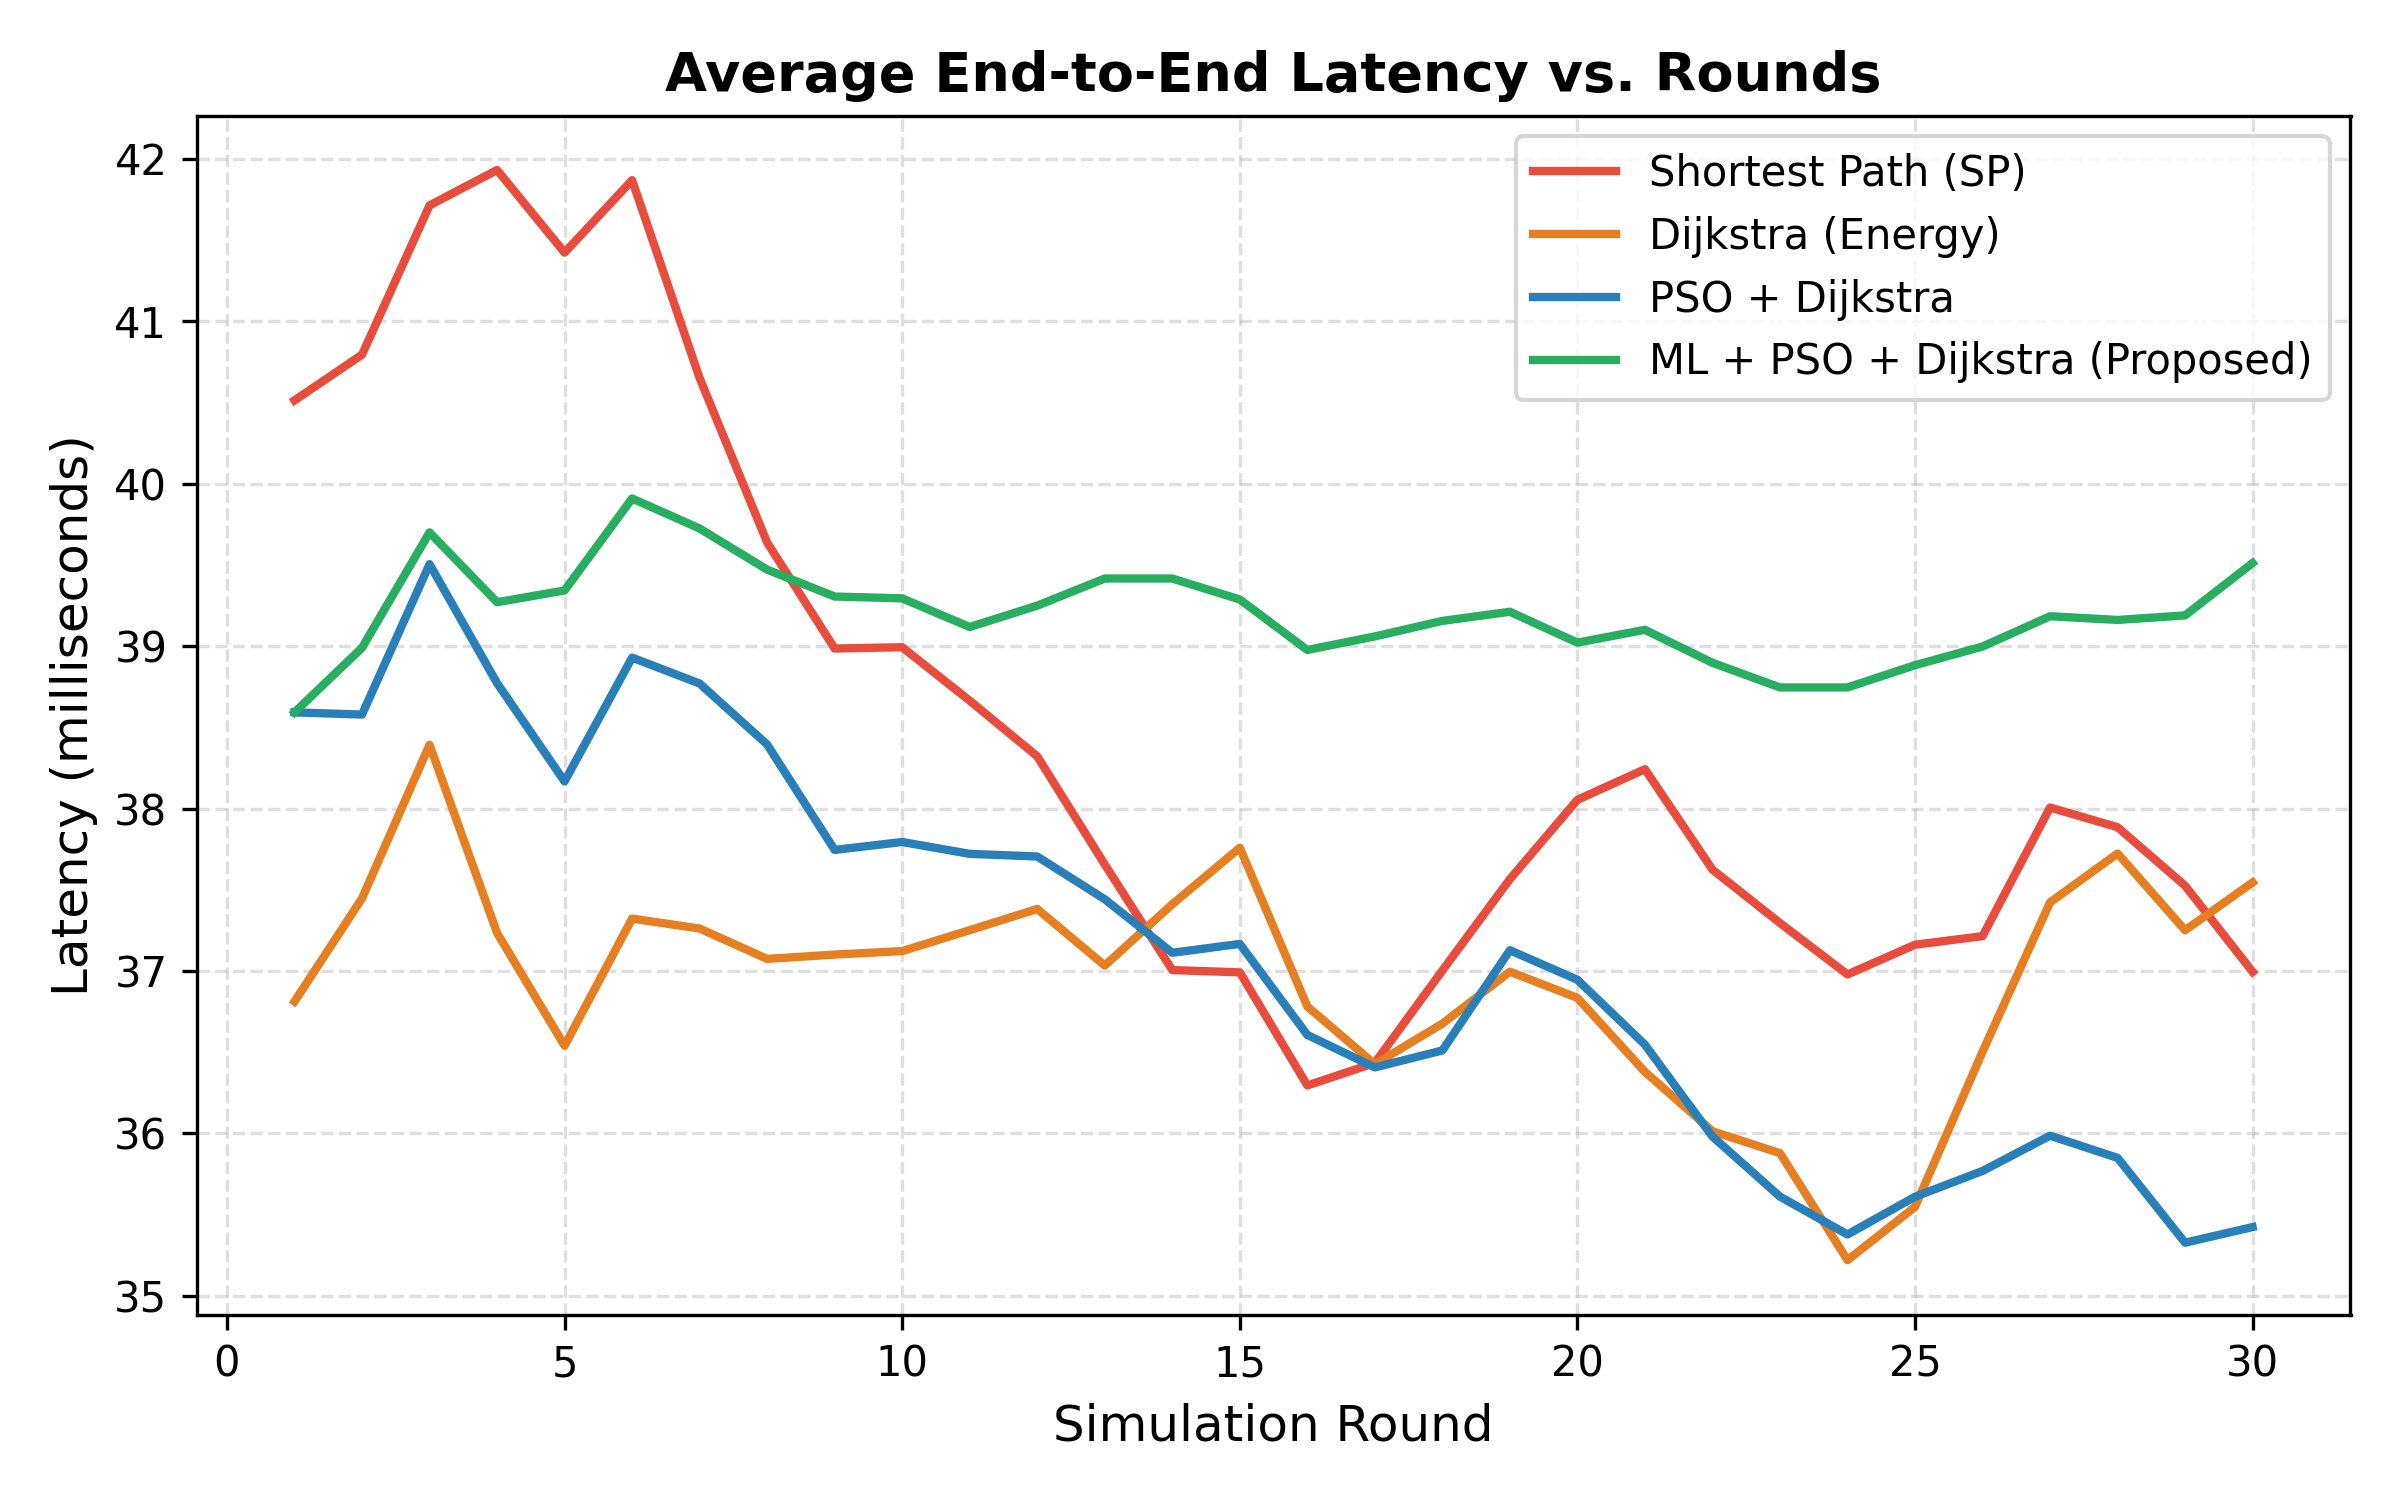 Average End-to-End Latency vs. Rounds
Shortest Path (SP)
Dijkstra (Energy)
PSO + Dijkstra
ML + PSO + Dijkstra (Proposed)
Latency (milliseconds)
42
41
40
39
38
37
36
35
0 5 10 15 20 25 30
Simulation Round